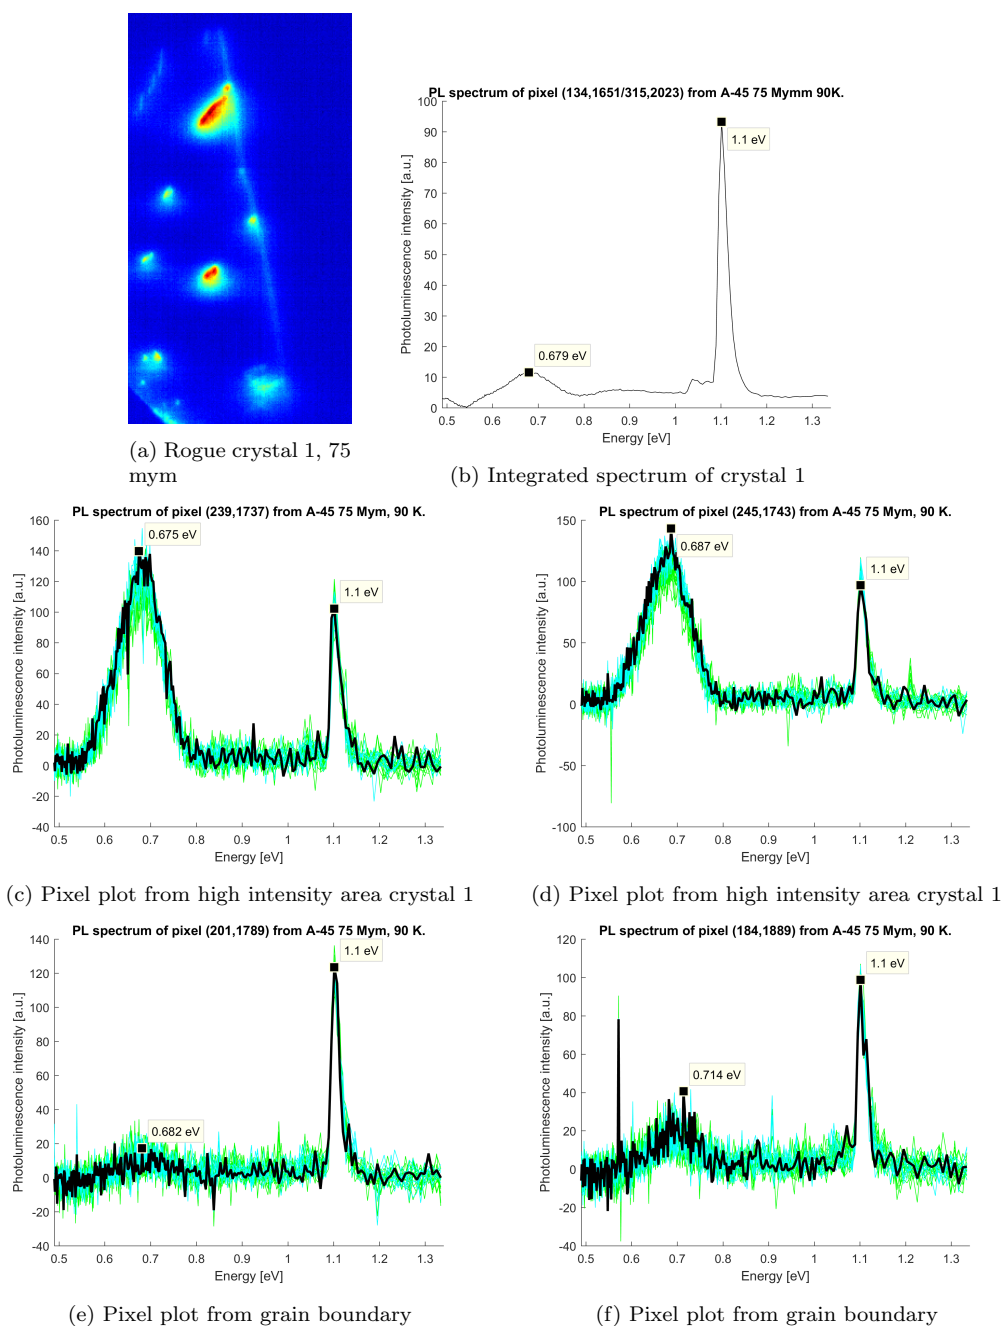 (a) Rogue crystal 1, 75
mym
PL spectrum of pixel (134,1651/315,2023) from A-45 75 Mymm 90K.
Photoluminescence intensity [a.u.]
100
90
80
70
60
50
40
30
20
10
0
1.1 eV
0.679 eV
0.5 0.6 0.7 0.8 0.9 1 1.1 1.2 1.3
Energy [eV]
(b) Integrated spectrum of crystal 1
PL spectrum of pixel (239,1737) from A-45 75 Mym, 90 K.
Photoluminescence intensity [a.u.]
160
140
120
100
80
60
40
20
0
-20
-40
0.675 eV
1.1 eV
0.5 0.6 0.7 0.8 0.9 1 1.1 1.2 1.3
Energy [eV]
(c) Pixel plot from high intensity area crystal 1
PL spectrum of pixel (245,1743) from A-45 75 Mym, 90 K.
Photoluminescence intensity [a.u.]
150
100
50
0
-50
-100
0.687 eV
1.1 eV
0.5 0.6 0.7 0.8 0.9 1 1.1 1.2 1.3
Energy [eV]
(d) Pixel plot from high intensity area crystal 1
PL spectrum of pixel (201,1789) from A-45 75 Mym, 90 K.
Photoluminescence intensity [a.u.]
140
120
100
80
60
40
20
0
-20
-40
1.1 eV
0.682 eV
0.5 0.6 0.7 0.8 0.9 1 1.1 1.2 1.3
Energy [eV]
(e) Pixel plot from grain boundary
PL spectrum of pixel (184,1889) from A-45 75 Mym, 90 K.
Photoluminescence intensity [a.u.]
120
100
80
60
40
20
0
-20
-40
1.1 eV
0.714 eV
0.5 0.6 0.7 0.8 0.9 1 1.1 1.2 1.3
Energy [eV]
(f) Pixel plot from grain boundary